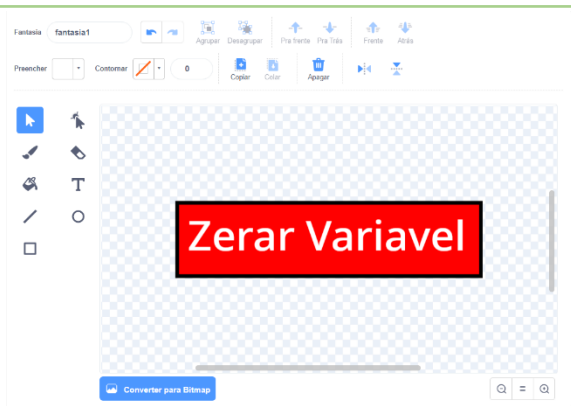 Fantasia fantasia1 Agrupar Desagrupar Pra frente Pra Trás Frente Atrás
Preencher Contornar 0 Copiar Colar Apagar
T
Zerar Variavel
Converter para Bitmap